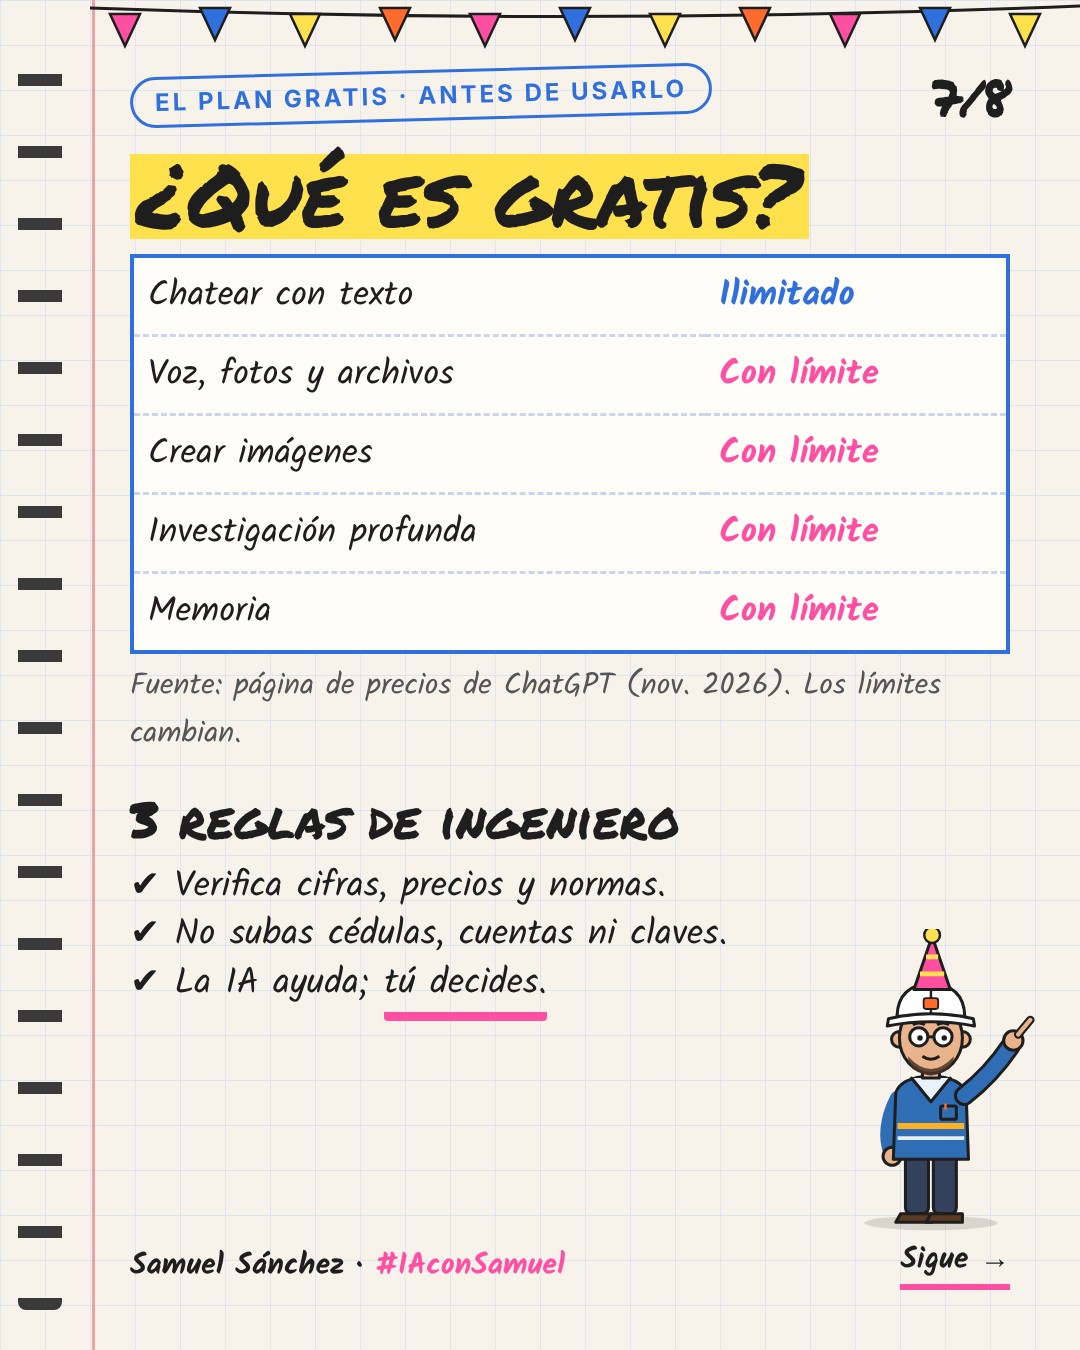 EL PLAN GRATIS · ANTES DE USARLO
7/8
¿QUÉ ES GRATIS?
Chatear con texto Ilimitado
Voz, fotos y archivos Con límite
Crear imágenes Con límite
Investigación profunda Con límite
Memoria Con límite
Fuente: página de precios de ChatGPT (nov. 2026). Los límites
cambian.
3 REGLAS DE INGENIERO
✔ Verifica cifras, precios y normas.
✔ No subas cédulas, cuentas ni claves.
✔ La IA ayuda; tú decides.
Samuel Sánchez · #IAconSamuel
Sigue →